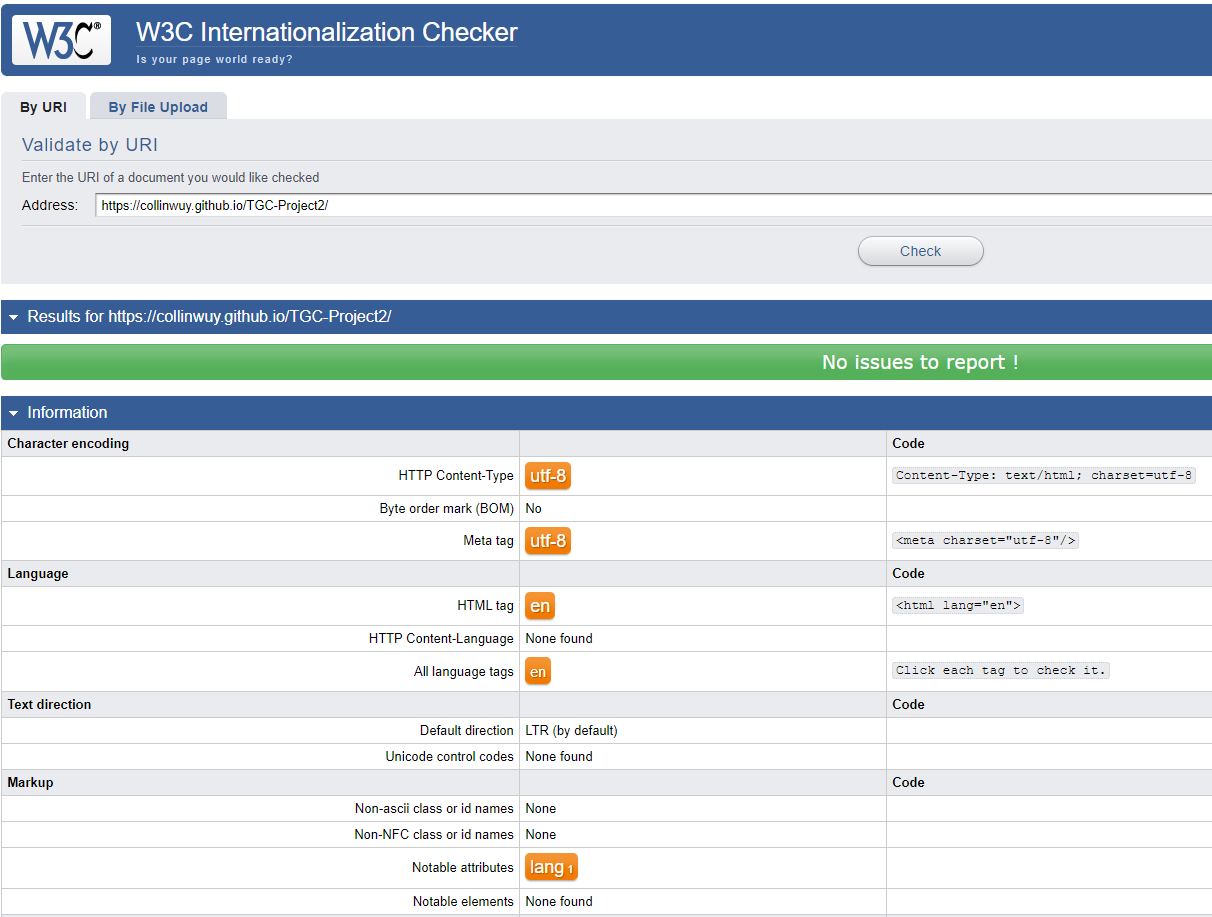 W3C®
W3C Internationalization Checker
Is your page world ready?
By URI By File Upload
Validate by URI
Enter the URI of a document you would like checked
Address: https://collinwuy.github.io/TGC-Project2/
Check
Results for https://collinwuy.github.io/TGC-Project2/
No issues to report !
Information
Character encoding Code
HTTP Content-Type utf-8 Content-Type: text/html; charset=utf-8
Byte order mark (BOM) No
Meta tag utf-8 <meta charset="utf-8"/>
Language Code
HTML tag en <html lang="en">
HTTP Content-Language None found
All language tags en Click each tag to check it.
Text direction Code
Default direction LTR (by default)
Unicode control codes None found
Markup Code
Non-ascii class or id names None
Non-NFC class or id names None
Notable attributes lang 1
Notable elements None found